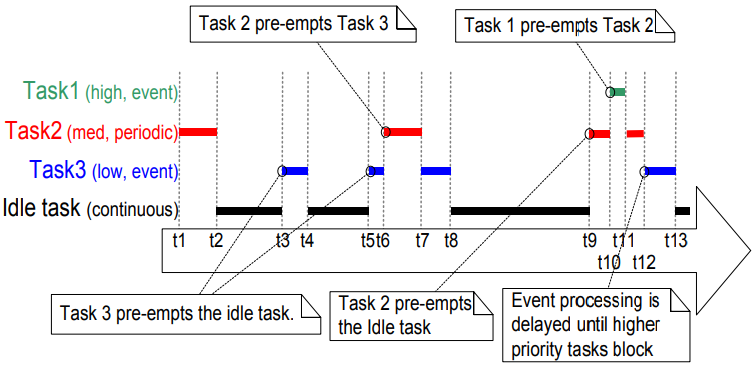 Task 2 pre-empts Task 3
Task 1 pre-empts Task 2
Task1 (high, event)
Task2 (med, periodic)
Task3 (low, event)
Idle task (continuous)
t1 t2 t3 t4 t5 t6 t7 t8 t9 t11 t13
t10 t12
Task 3 pre-empts the idle task.
Task 2 pre-empts
the Idle task
Event processing is
delayed until higher
priority tasks block